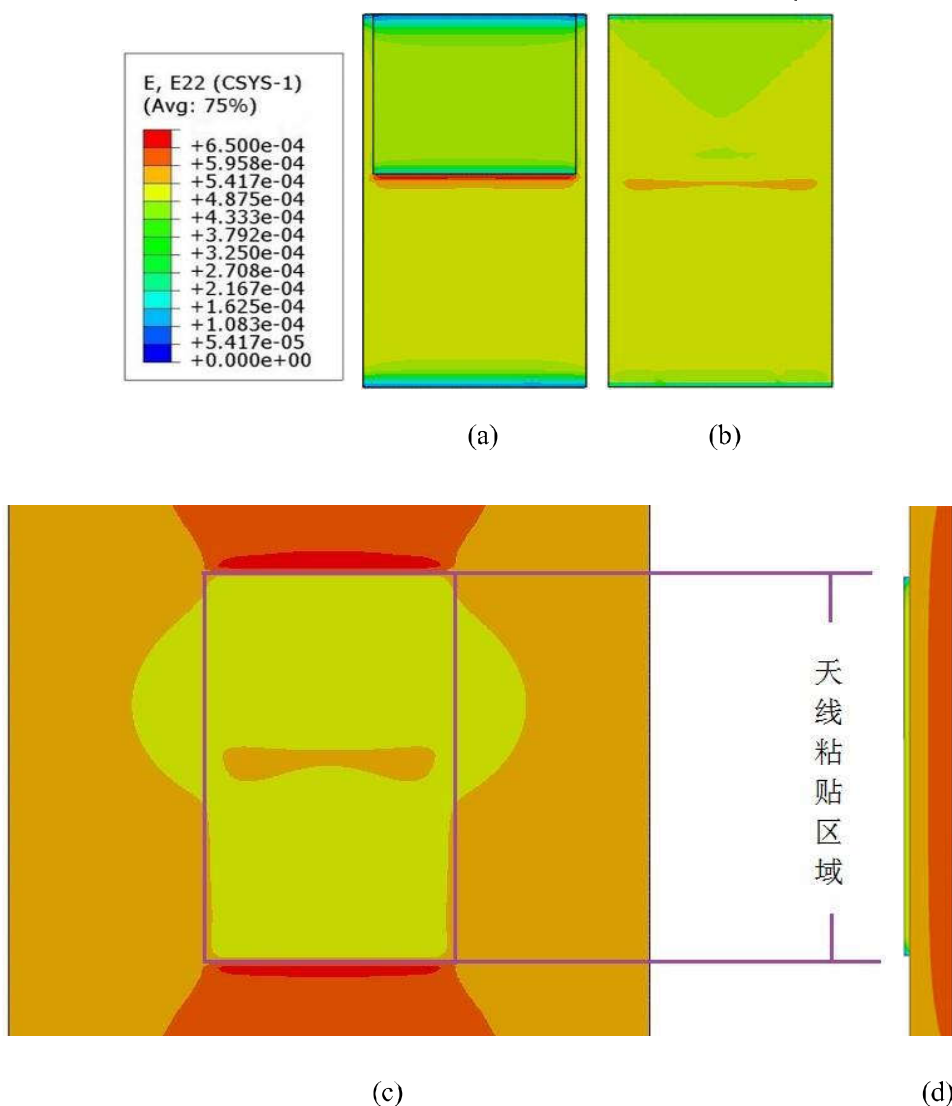 E, E22 (CSYS-1)
(Avg: 75%)
+6.500e-04
+5.958e-04
+5.417e-04
+4.875e-04
+4.333e-04
+3.792e-04
+3.250e-04
+2.708e-04
+2.167e-04
+1.625e-04
+1.083e-04
+5.417e-05
+0.000e+00
(a)
(b)
天
线
粘
贴
区
域
(c)
(d)